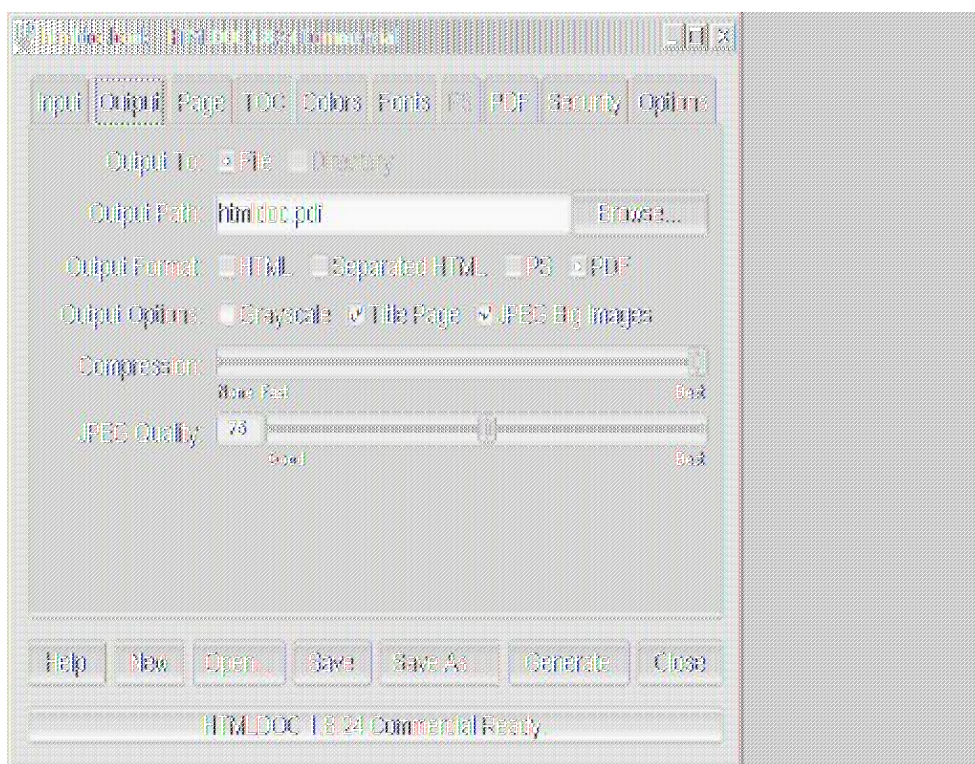 HTMLDOC 1.8.24 Commercial
Input Output Page TOC Colors Fonts PS PDF Security Options
Output To: File Directory
Output Path: htmldoc.pdf Browse...
Output Format: HTML Separated HTML PS PDF
Output Options: Grayscale Title Page JPEG Big Images
Compression:
None Fast Best
JPEG Quality: 75
Good Best
Help New Open... Save Save As... Generate Close
HTMLDOC 1.8.24 Commercial Ready.